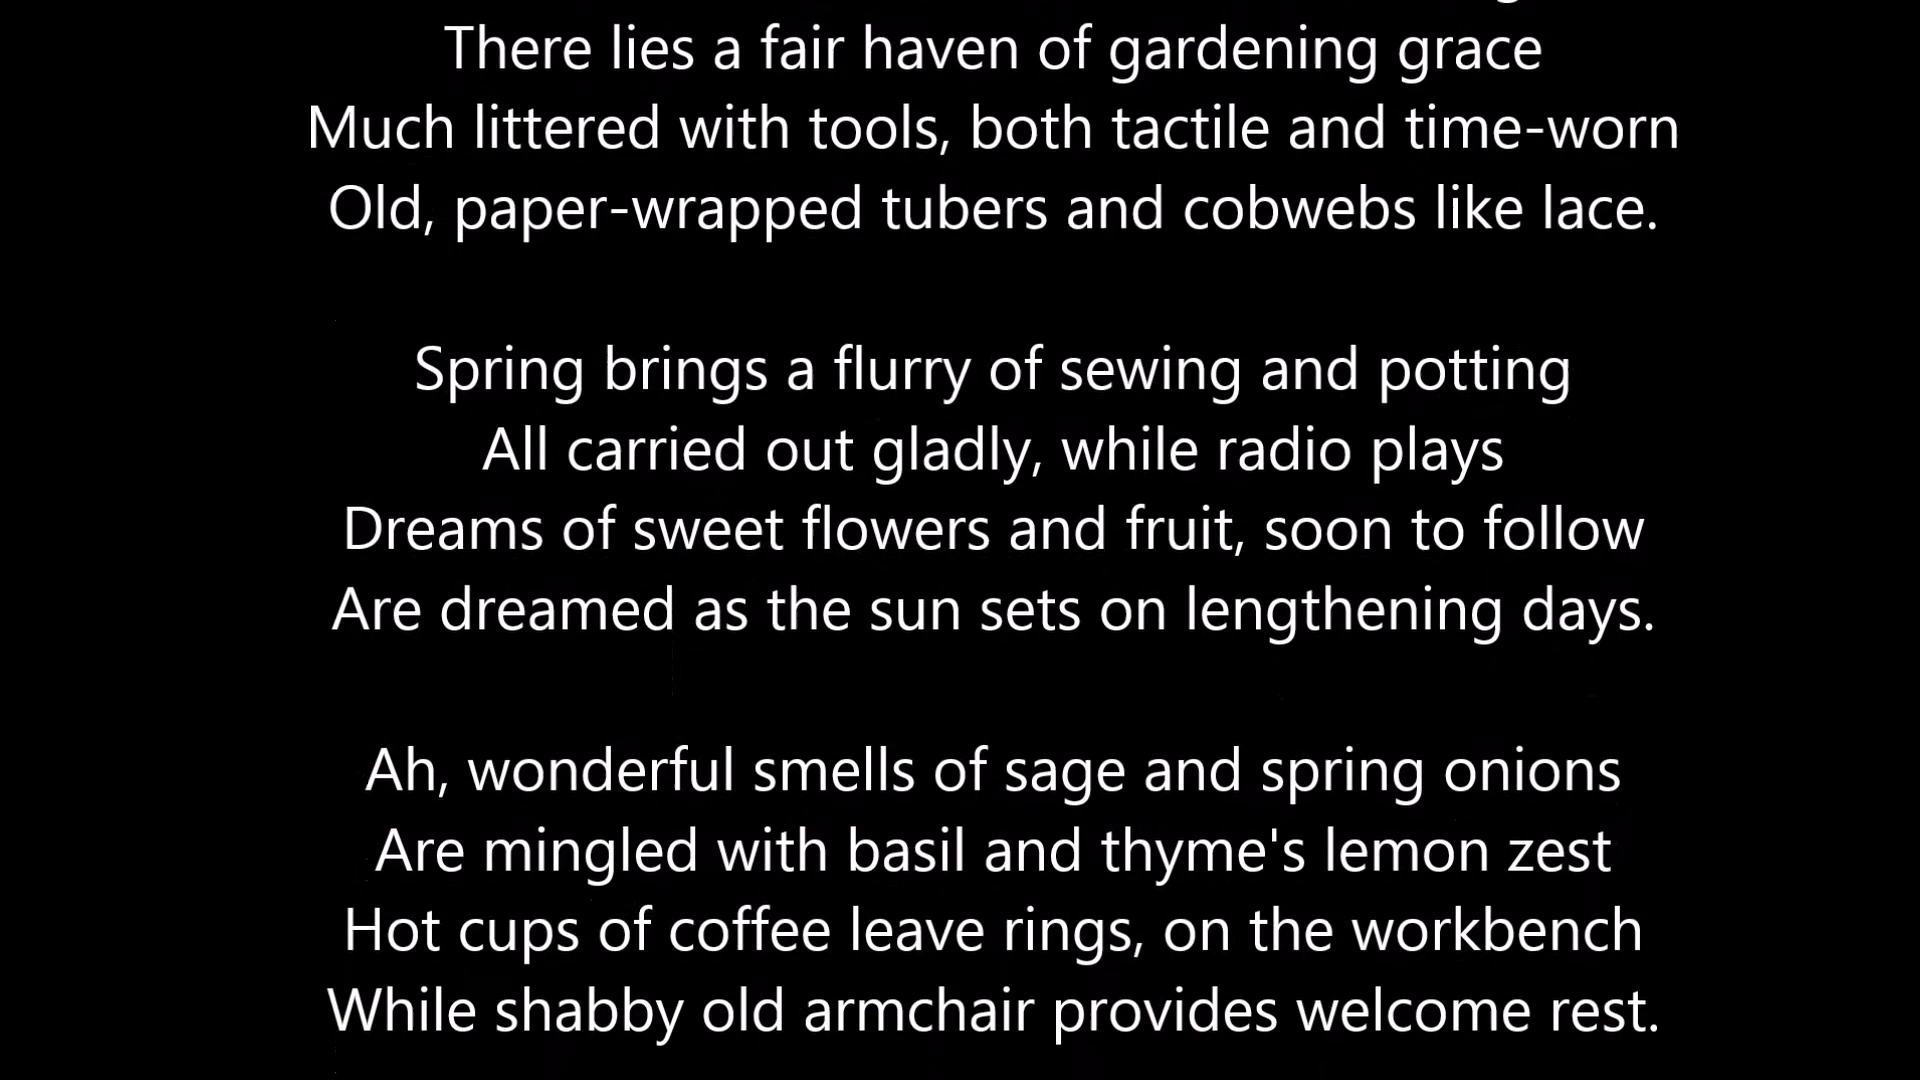 There lies a fair haven of gardening grace
Much littered with tools, both tactile and time-worn
Old, paper-wrapped tubers and cobwebs like lace.
Spring brings a flurry of sewing and potting
All carried out gladly, while radio plays
Dreams of sweet flowers and fruit, soon to follow
Are dreamed as the sun sets on lengthening days.
Ah, wonderful smells of sage and spring onions
Are mingled with basil and thyme's lemon zest
Hot cups of coffee leave rings, on the workbench
While shabby old armchair provides welcome rest.